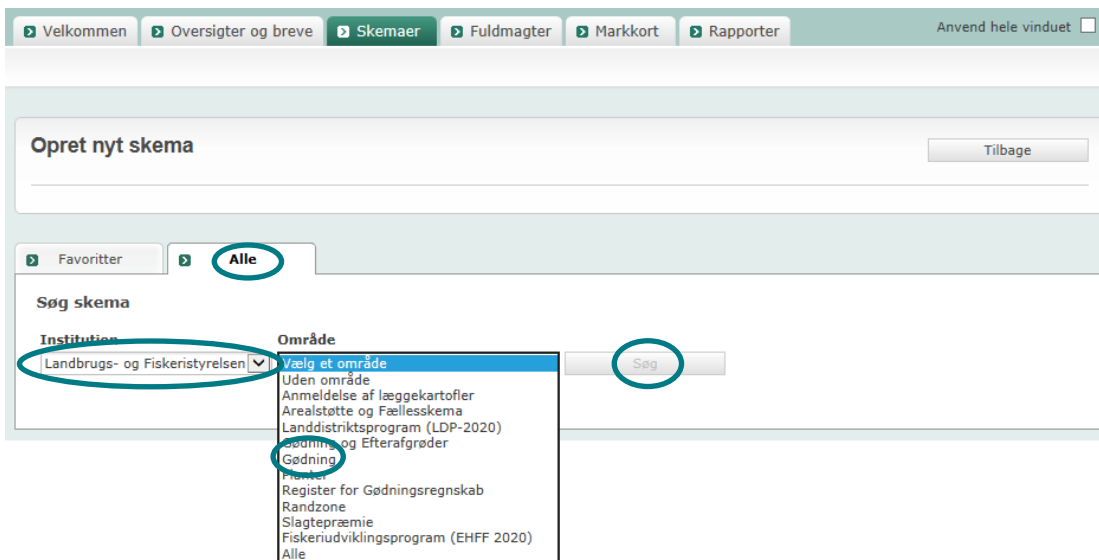 Velkommen Oversigter og breve Skemaer Fuldmagter Markkort Rapporter Anvend hele vinduet
Opret nyt skema
Tilbage
Favoritter Alle
Søg skema
Institution Område
Landbrugs- og Fiskeristyrelsen Vælg et område Søg
Uden område
Anmeldelse af læggekartofler
Arealstøtte og Fællesskema
Landdistriktsprogram (LDP-2020)
Gødning og Efterafgrøder
Gødning
Planter
Register for Gødningsregnskab
Randzone
Slagtepræmie
Fiskeriudviklingsprogram (EHFF 2020)
Alle